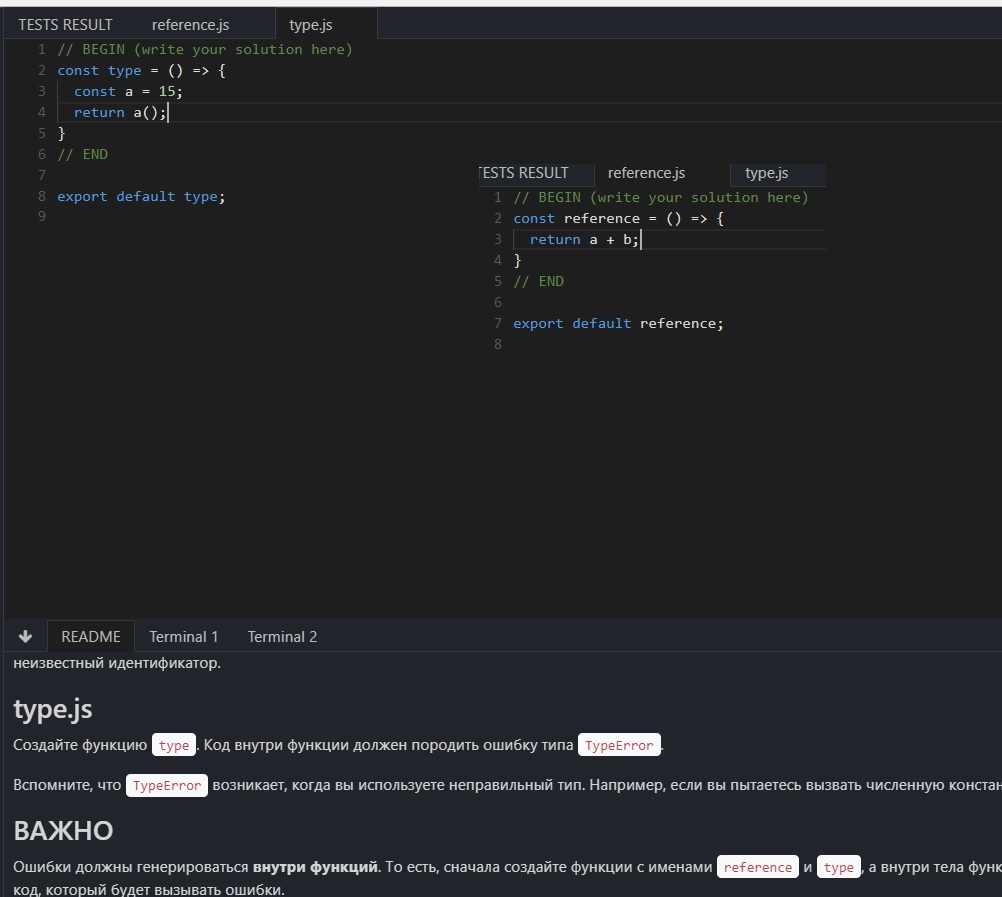 TESTS RESULT reference.js type.js
1 // BEGIN (write your solution here)
2 const type = () => {
3 const a = 15;
4 return a();
5 }
6 // END
7
8 export default type;
9
TESTS RESULT reference.js type.js
1 // BEGIN (write your solution here)
2 const reference = () => {
3 return a + b;
4 }
5 // END
6
7 export default reference;
8
README Terminal 1 Terminal 2
неизвестный идентификатор.
type.js
Создайте функцию type. Код внутри функции должен породить ошибку типа TypeError.
Вспомните, что TypeError возникает, когда вы используете неправильный тип. Например, если вы пытаетесь вызвать численную констан
ВАЖНО
Ошибки должны генерироваться внутри функций. То есть, сначала создайте функции с именами reference и type, а внутри тела функ
код, который будет вызывать ошибки.